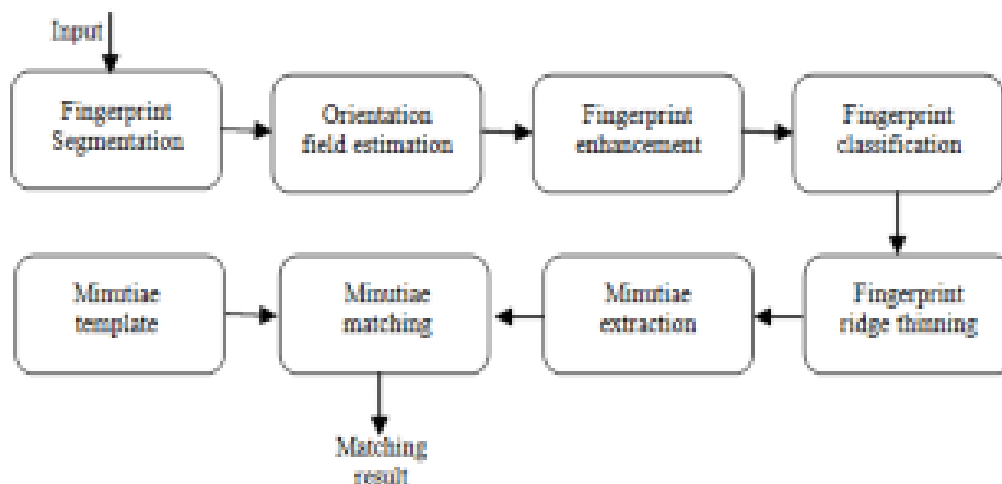 Input
Fingerprint
Segmentation
Orientation
field estimation
Fingerprint
enhancement
Fingerprint
classification
Minutiae
template
Minutiae
matching
Minutiae
extraction
Fingerprint
ridge thinning
Matching
result